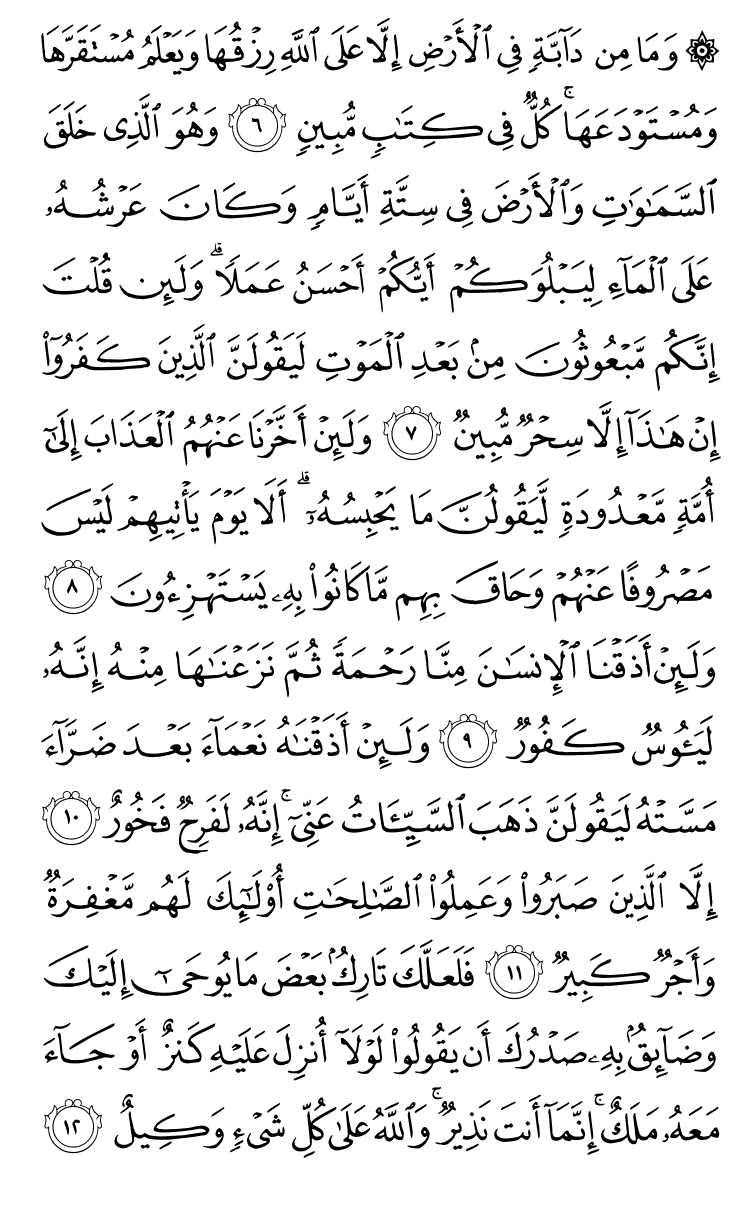 ۞ وَمَا مِن دَآبَّةٍ فِي ٱلۡأَرۡضِ إِلَّا عَلَى ٱللَّهِ رِزۡقُهَا وَيَعۡلَمُ مُسۡتَقَرَّهَا
وَمُسۡتَوۡدَعَهَاۚ كُلّٞ فِي كِتَٰبٖ مُّبِينٖ ٦ وَهُوَ ٱلَّذِي خَلَقَ
ٱلسَّمَٰوَٰتِ وَٱلۡأَرۡضَ فِي سِتَّةِ أَيَّامٖ وَكَانَ عَرۡشُهُۥ
عَلَى ٱلۡمَآءِ لِيَبۡلُوَكُمۡ أَيُّكُمۡ أَحۡسَنُ عَمَلٗاۗ وَلَئِن قُلۡتَ
إِنَّكُم مَّبۡعُوثُونَ مِنۢ بَعۡدِ ٱلۡمَوۡتِ لَيَقُولَنَّ ٱلَّذِينَ كَفَرُوٓاْ
إِنۡ هَٰذَآ إِلَّا سِحۡرٞ مُّبِينٞ ٧ وَلَئِنۡ أَخَّرۡنَا عَنۡهُمُ ٱلۡعَذَابَ إِلَىٰٓ
أُمَّةٖ مَّعۡدُودَةٖ لَّيَقُولُنَّ مَا يَحۡبِسُهُۥٓۗ أَلَا يَوۡمَ يَأۡتِيهِمۡ لَيۡسَ
مَصۡرُوفًا عَنۡهُمۡ وَحَاقَ بِهِم مَّا كَانُواْ بِهِۦ يَسۡتَهۡزِءُونَ ٨
وَلَئِنۡ أَذَقۡنَا ٱلۡإِنسَٰنَ مِنَّا رَحۡمَةٗ ثُمَّ نَزَعۡنَٰهَا مِنۡهُ إِنَّهُۥ
لَيَـُٔوسٞ كَفُورٞ ٩ وَلَئِنۡ أَذَقۡنَٰهُ نَعۡمَآءَ بَعۡدَ ضَرَّآءَ
مَسَّتۡهُ لَيَقُولَنَّ ذَهَبَ ٱلسَّيِّـَٔاتُ عَنِّيٓۚ إِنَّهُۥ لَفَرِحٞ فَخُورٌ ١٠
إِلَّا ٱلَّذِينَ صَبَرُواْ وَعَمِلُواْ ٱلصَّٰلِحَٰتِ أُوْلَٰٓئِكَ لَهُم مَّغۡفِرَةٞ
وَأَجۡرٞ كَبِيرٞ ١١ فَلَعَلَّكَ تَارِكُۢ بَعۡضَ مَا يُوحَىٰٓ إِلَيۡكَ
وَضَآئِقُۢ بِهِۦ صَدۡرُكَ أَن يَقُولُواْ لَوۡلَآ أُنزِلَ عَلَيۡهِ كَنزٌ أَوۡ جَآءَ
مَعَهُۥ مَلَكٌۚ إِنَّمَآ أَنتَ نَذِيرٞۚ وَٱللَّهُ عَلَىٰ كُلِّ شَيۡءٖ وَكِيلٌ ١٢